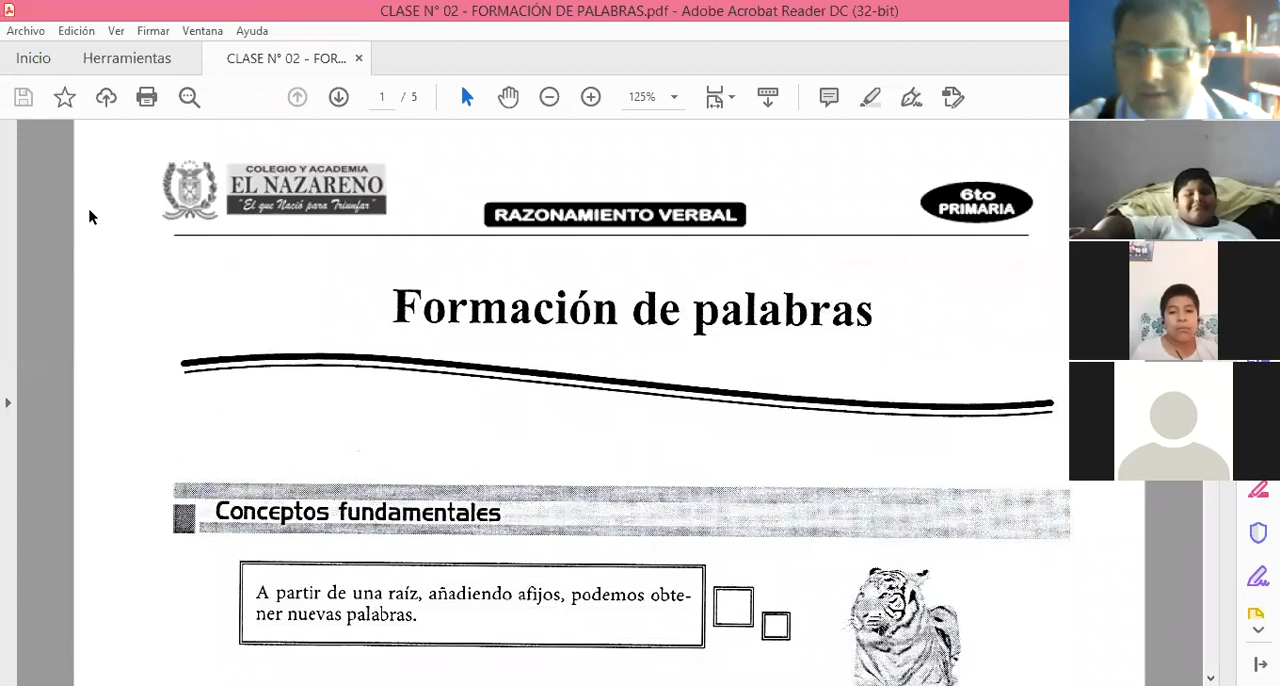 CLASE N° 02 - FORMACIÓN DE PALABRAS.pdf - Adobe Acrobat Reader DC (32-bit)
Archivo Edición Ver Firmar Ventana Ayuda
Inicio Herramientas CLASE N° 02 - FOR... ×
1 / 5 125%
COLEGIO Y ACADEMIA
EL NAZARENO
"El que Nació para Triunfar"
RAZONAMIENTO VERBAL
6to
PRIMARIA
Formación de palabras
Conceptos fundamentales
A partir de una raíz, añadiendo afijos, podemos obte-
ner nuevas palabras.